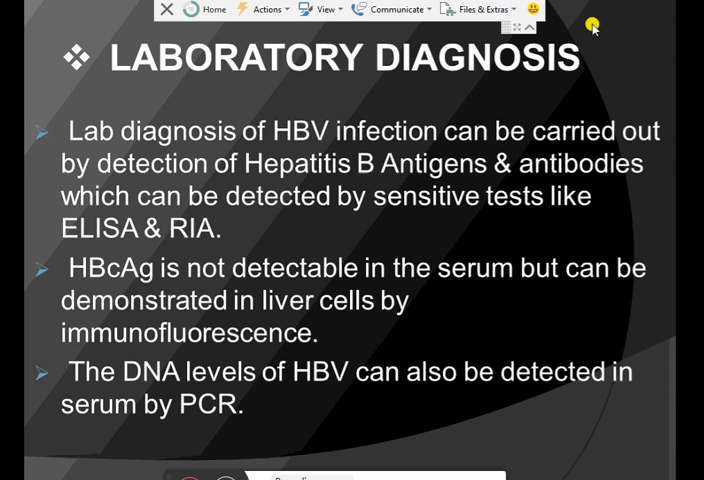 Home Actions View Communicate Files & Extras
LABORATORY DIAGNOSIS
Lab diagnosis of HBV infection can be carried out
by detection of Hepatitis B Antigens & antibodies
which can be detected by sensitive tests like
ELISA & RIA.
HBcAg is not detectable in the serum but can be
demonstrated in liver cells by
immunofluorescence.
The DNA levels of HBV can also be detected in
serum by PCR.